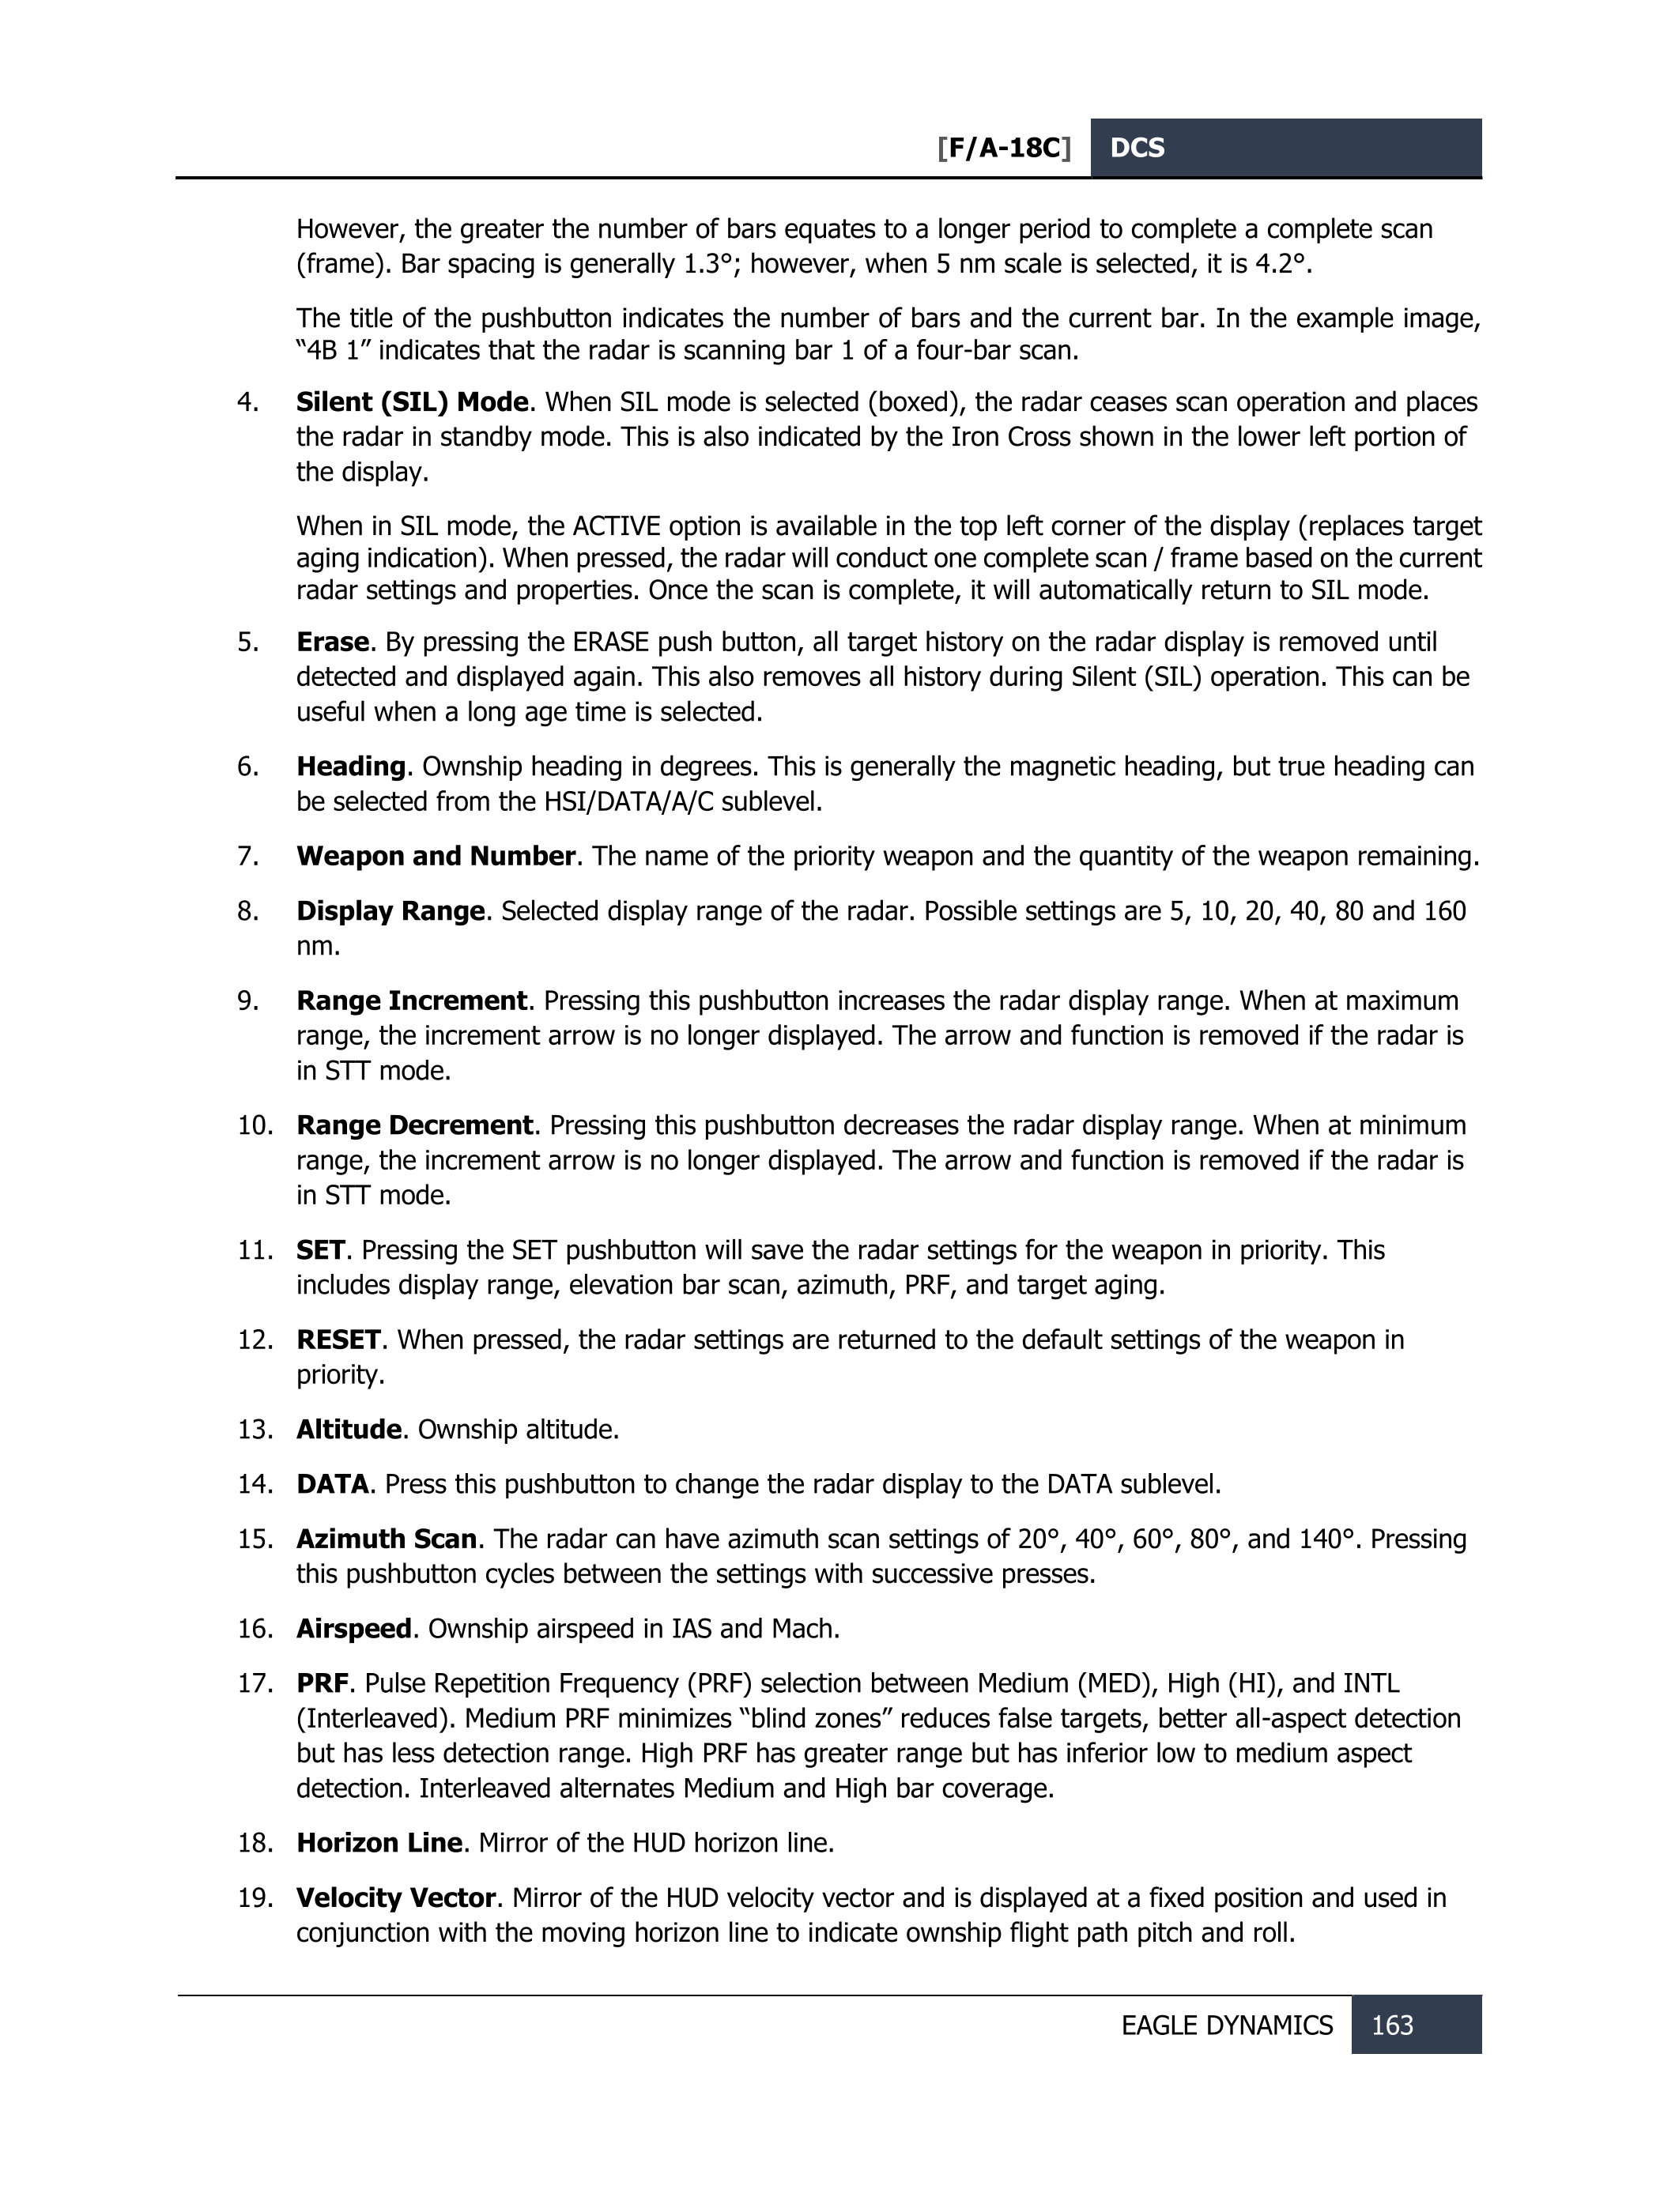 [F/A-18C] DCS
However, the greater the number of bars equates to a longer period to complete a complete scan
(frame). Bar spacing is generally 1.3°; however, when 5 nm scale is selected, it is 4.2°.
The title of the pushbutton indicates the number of bars and the current bar. In the example image,
“4B 1” indicates that the radar is scanning bar 1 of a four-bar scan.
4. Silent (SIL) Mode. When SIL mode is selected (boxed), the radar ceases scan operation and places
the radar in standby mode. This is also indicated by the Iron Cross shown in the lower left portion of
the display.
When in SIL mode, the ACTIVE option is available in the top left corner of the display (replaces target
aging indication). When pressed, the radar will conduct one complete scan / frame based on the current
radar settings and properties. Once the scan is complete, it will automatically return to SIL mode.
5. Erase. By pressing the ERASE push button, all target history on the radar display is removed until
detected and displayed again. This also removes all history during Silent (SIL) operation. This can be
useful when a long age time is selected.
6. Heading. Ownship heading in degrees. This is generally the magnetic heading, but true heading can
be selected from the HSI/DATA/A/C sublevel.
7. Weapon and Number. The name of the priority weapon and the quantity of the weapon remaining.
8. Display Range. Selected display range of the radar. Possible settings are 5, 10, 20, 40, 80 and 160
nm.
9. Range Increment. Pressing this pushbutton increases the radar display range. When at maximum
range, the increment arrow is no longer displayed. The arrow and function is removed if the radar is
in STT mode.
10. Range Decrement. Pressing this pushbutton decreases the radar display range. When at minimum
range, the increment arrow is no longer displayed. The arrow and function is removed if the radar is
in STT mode.
11. SET. Pressing the SET pushbutton will save the radar settings for the weapon in priority. This
includes display range, elevation bar scan, azimuth, PRF, and target aging.
12. RESET. When pressed, the radar settings are returned to the default settings of the weapon in
priority.
13. Altitude. Ownship altitude.
14. DATA. Press this pushbutton to change the radar display to the DATA sublevel.
15. Azimuth Scan. The radar can have azimuth scan settings of 20°, 40°, 60°, 80°, and 140°. Pressing
this pushbutton cycles between the settings with successive presses.
16. Airspeed. Ownship airspeed in IAS and Mach.
17. PRF. Pulse Repetition Frequency (PRF) selection between Medium (MED), High (HI), and INTL
(Interleaved). Medium PRF minimizes “blind zones” reduces false targets, better all-aspect detection
but has less detection range. High PRF has greater range but has inferior low to medium aspect
detection. Interleaved alternates Medium and High bar coverage.
18. Horizon Line. Mirror of the HUD horizon line.
19. Velocity Vector. Mirror of the HUD velocity vector and is displayed at a fixed position and used in
conjunction with the moving horizon line to indicate ownship flight path pitch and roll.
EAGLE DYNAMICS 163